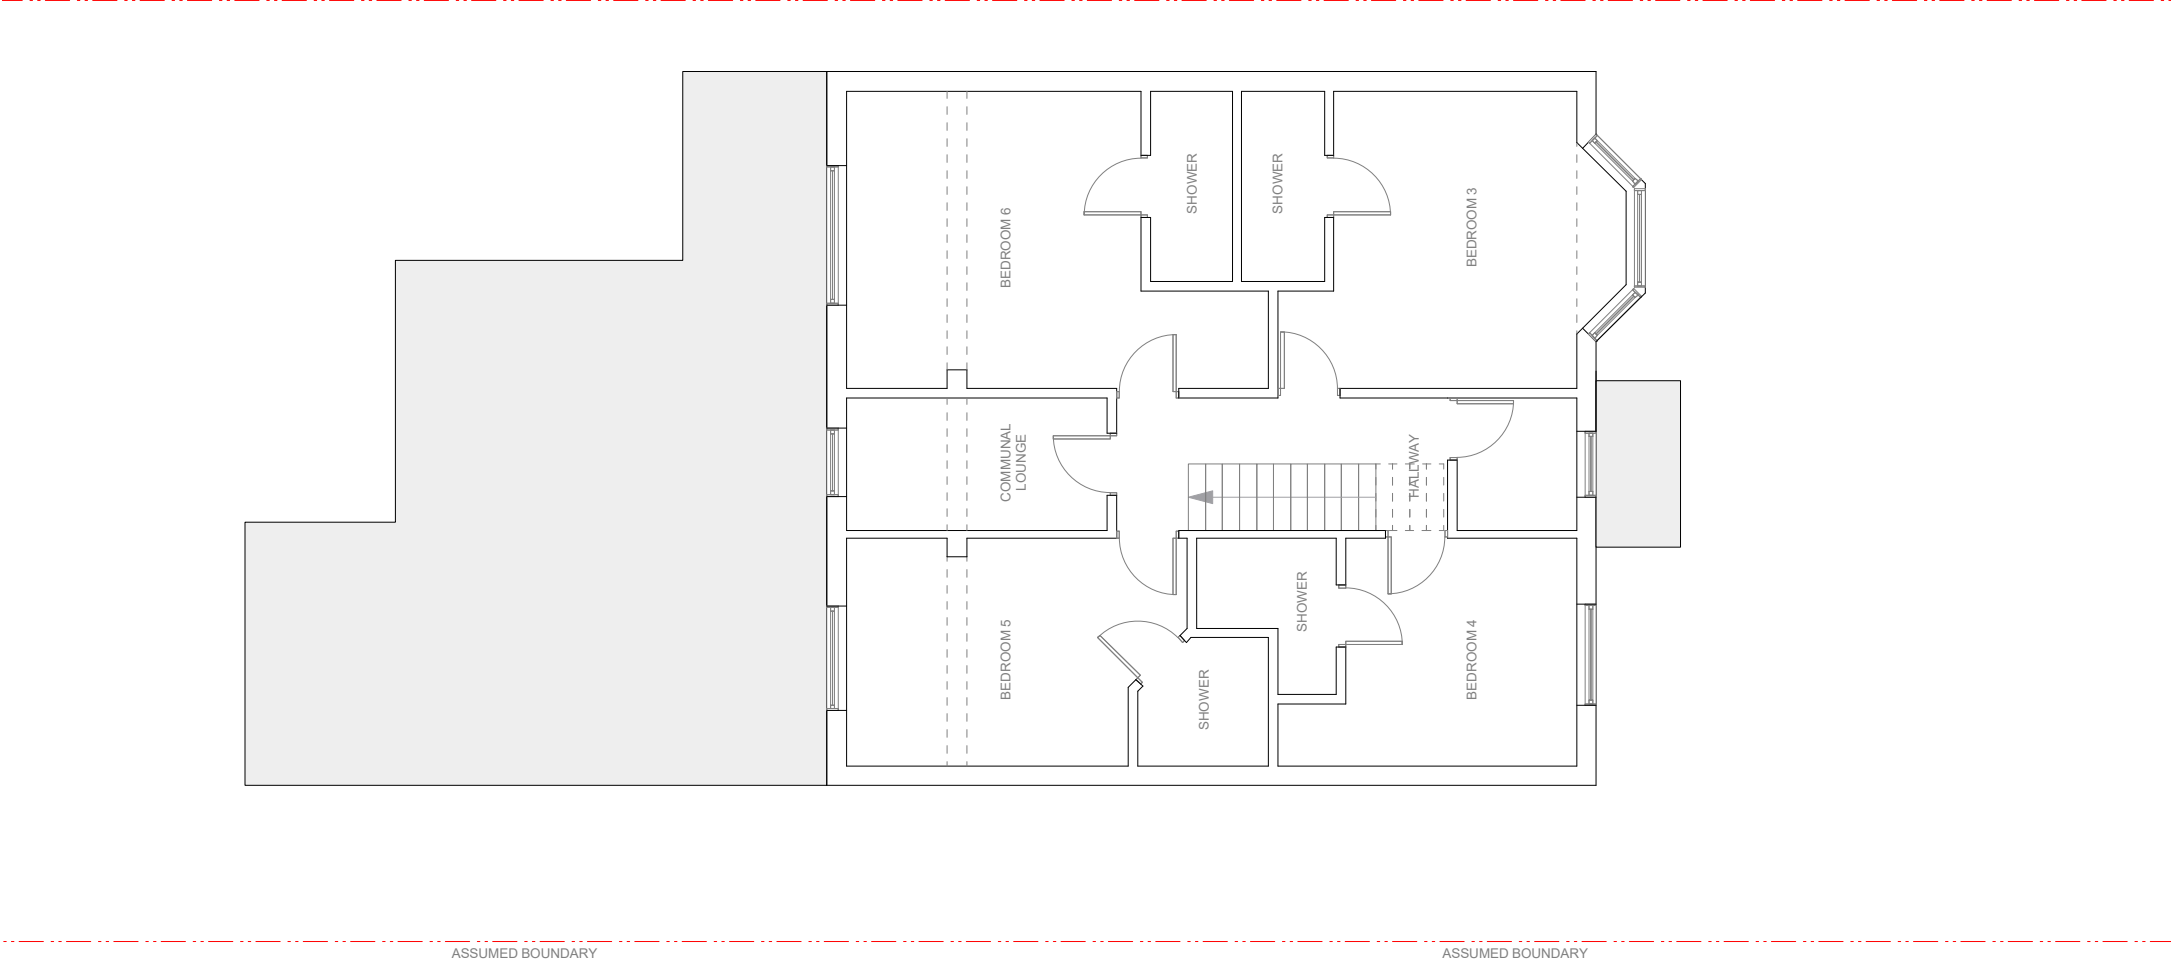 SHOWER
SHOWER
BEDROOM 3
BEDROOM 6
COMMUNAL
LOUNGE
HALLWAY
SHOWER
BEDROOM 5
BEDROOM 4
SHOWER
ASSUMED BOUNDARY
ASSUMED BOUNDARY